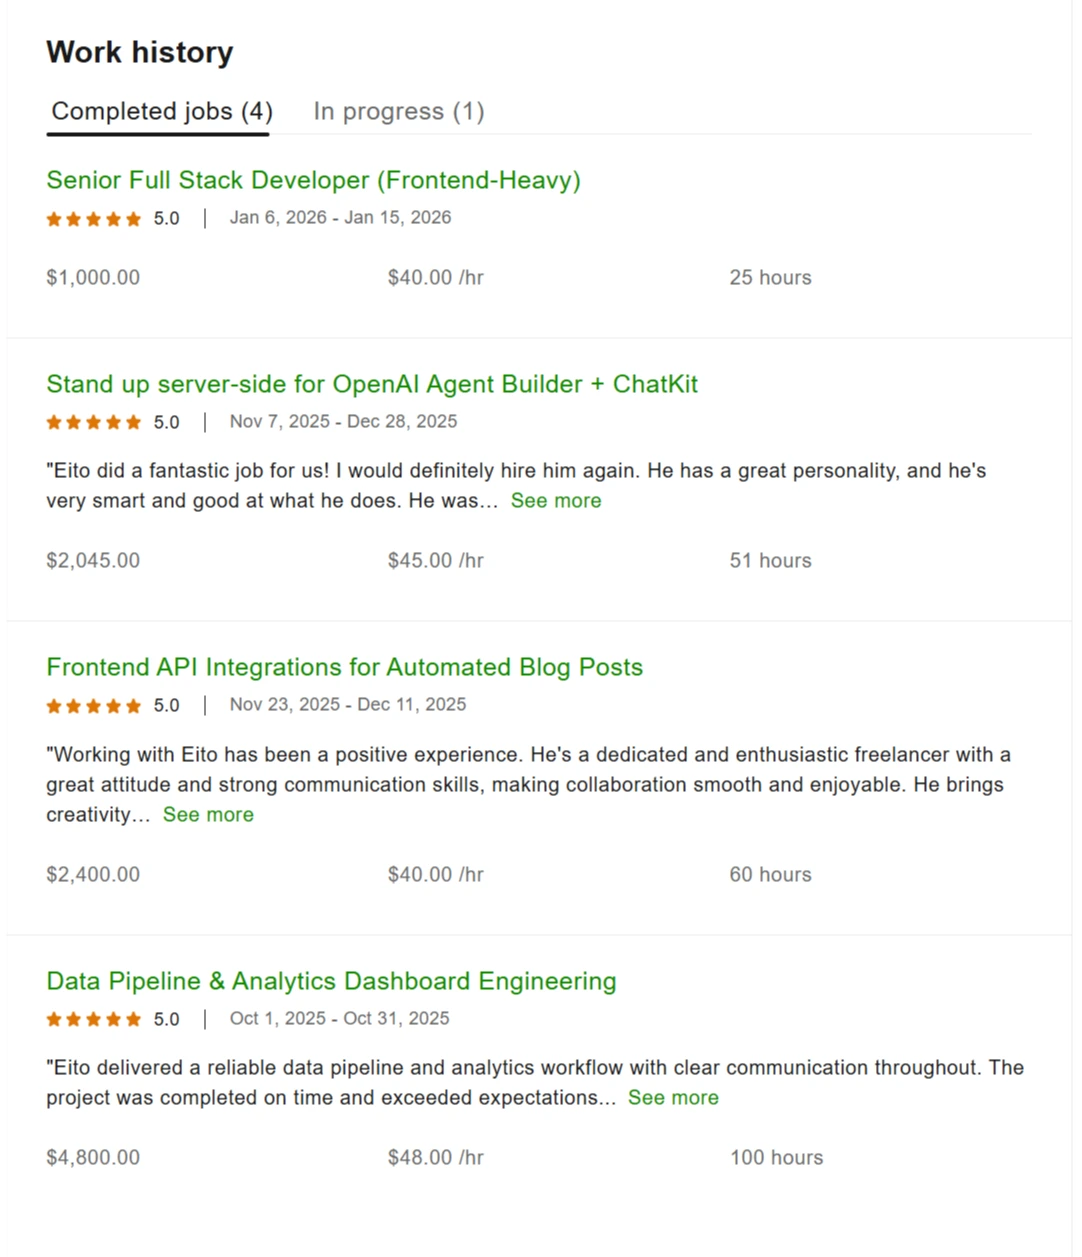 Work history
Completed jobs (4) In progress (1)
Senior Full Stack Developer (Frontend-Heavy)
5.0 | Jan 6, 2026 - Jan 15, 2026
$1,000.00 $40.00 /hr 25 hours
Stand up server-side for OpenAI Agent Builder + ChatKit
5.0 | Nov 7, 2025 - Dec 28, 2025
"Eito did a fantastic job for us! I would definitely hire him again. He has a great personality, and he's
very smart and good at what he does. He was... See more
$2,045.00 $45.00 /hr 51 hours
Frontend API Integrations for Automated Blog Posts
5.0 | Nov 23, 2025 - Dec 11, 2025
"Working with Eito has been a positive experience. He's a dedicated and enthusiastic freelancer with a
great attitude and strong communication skills, making collaboration smooth and enjoyable. He brings
creativity... See more
$2,400.00 $40.00 /hr 60 hours
Data Pipeline & Analytics Dashboard Engineering
5.0 | Oct 1, 2025 - Oct 31, 2025
"Eito delivered a reliable data pipeline and analytics workflow with clear communication throughout. The
project was completed on time and exceeded expectations... See more
$4,800.00 $48.00 /hr 100 hours